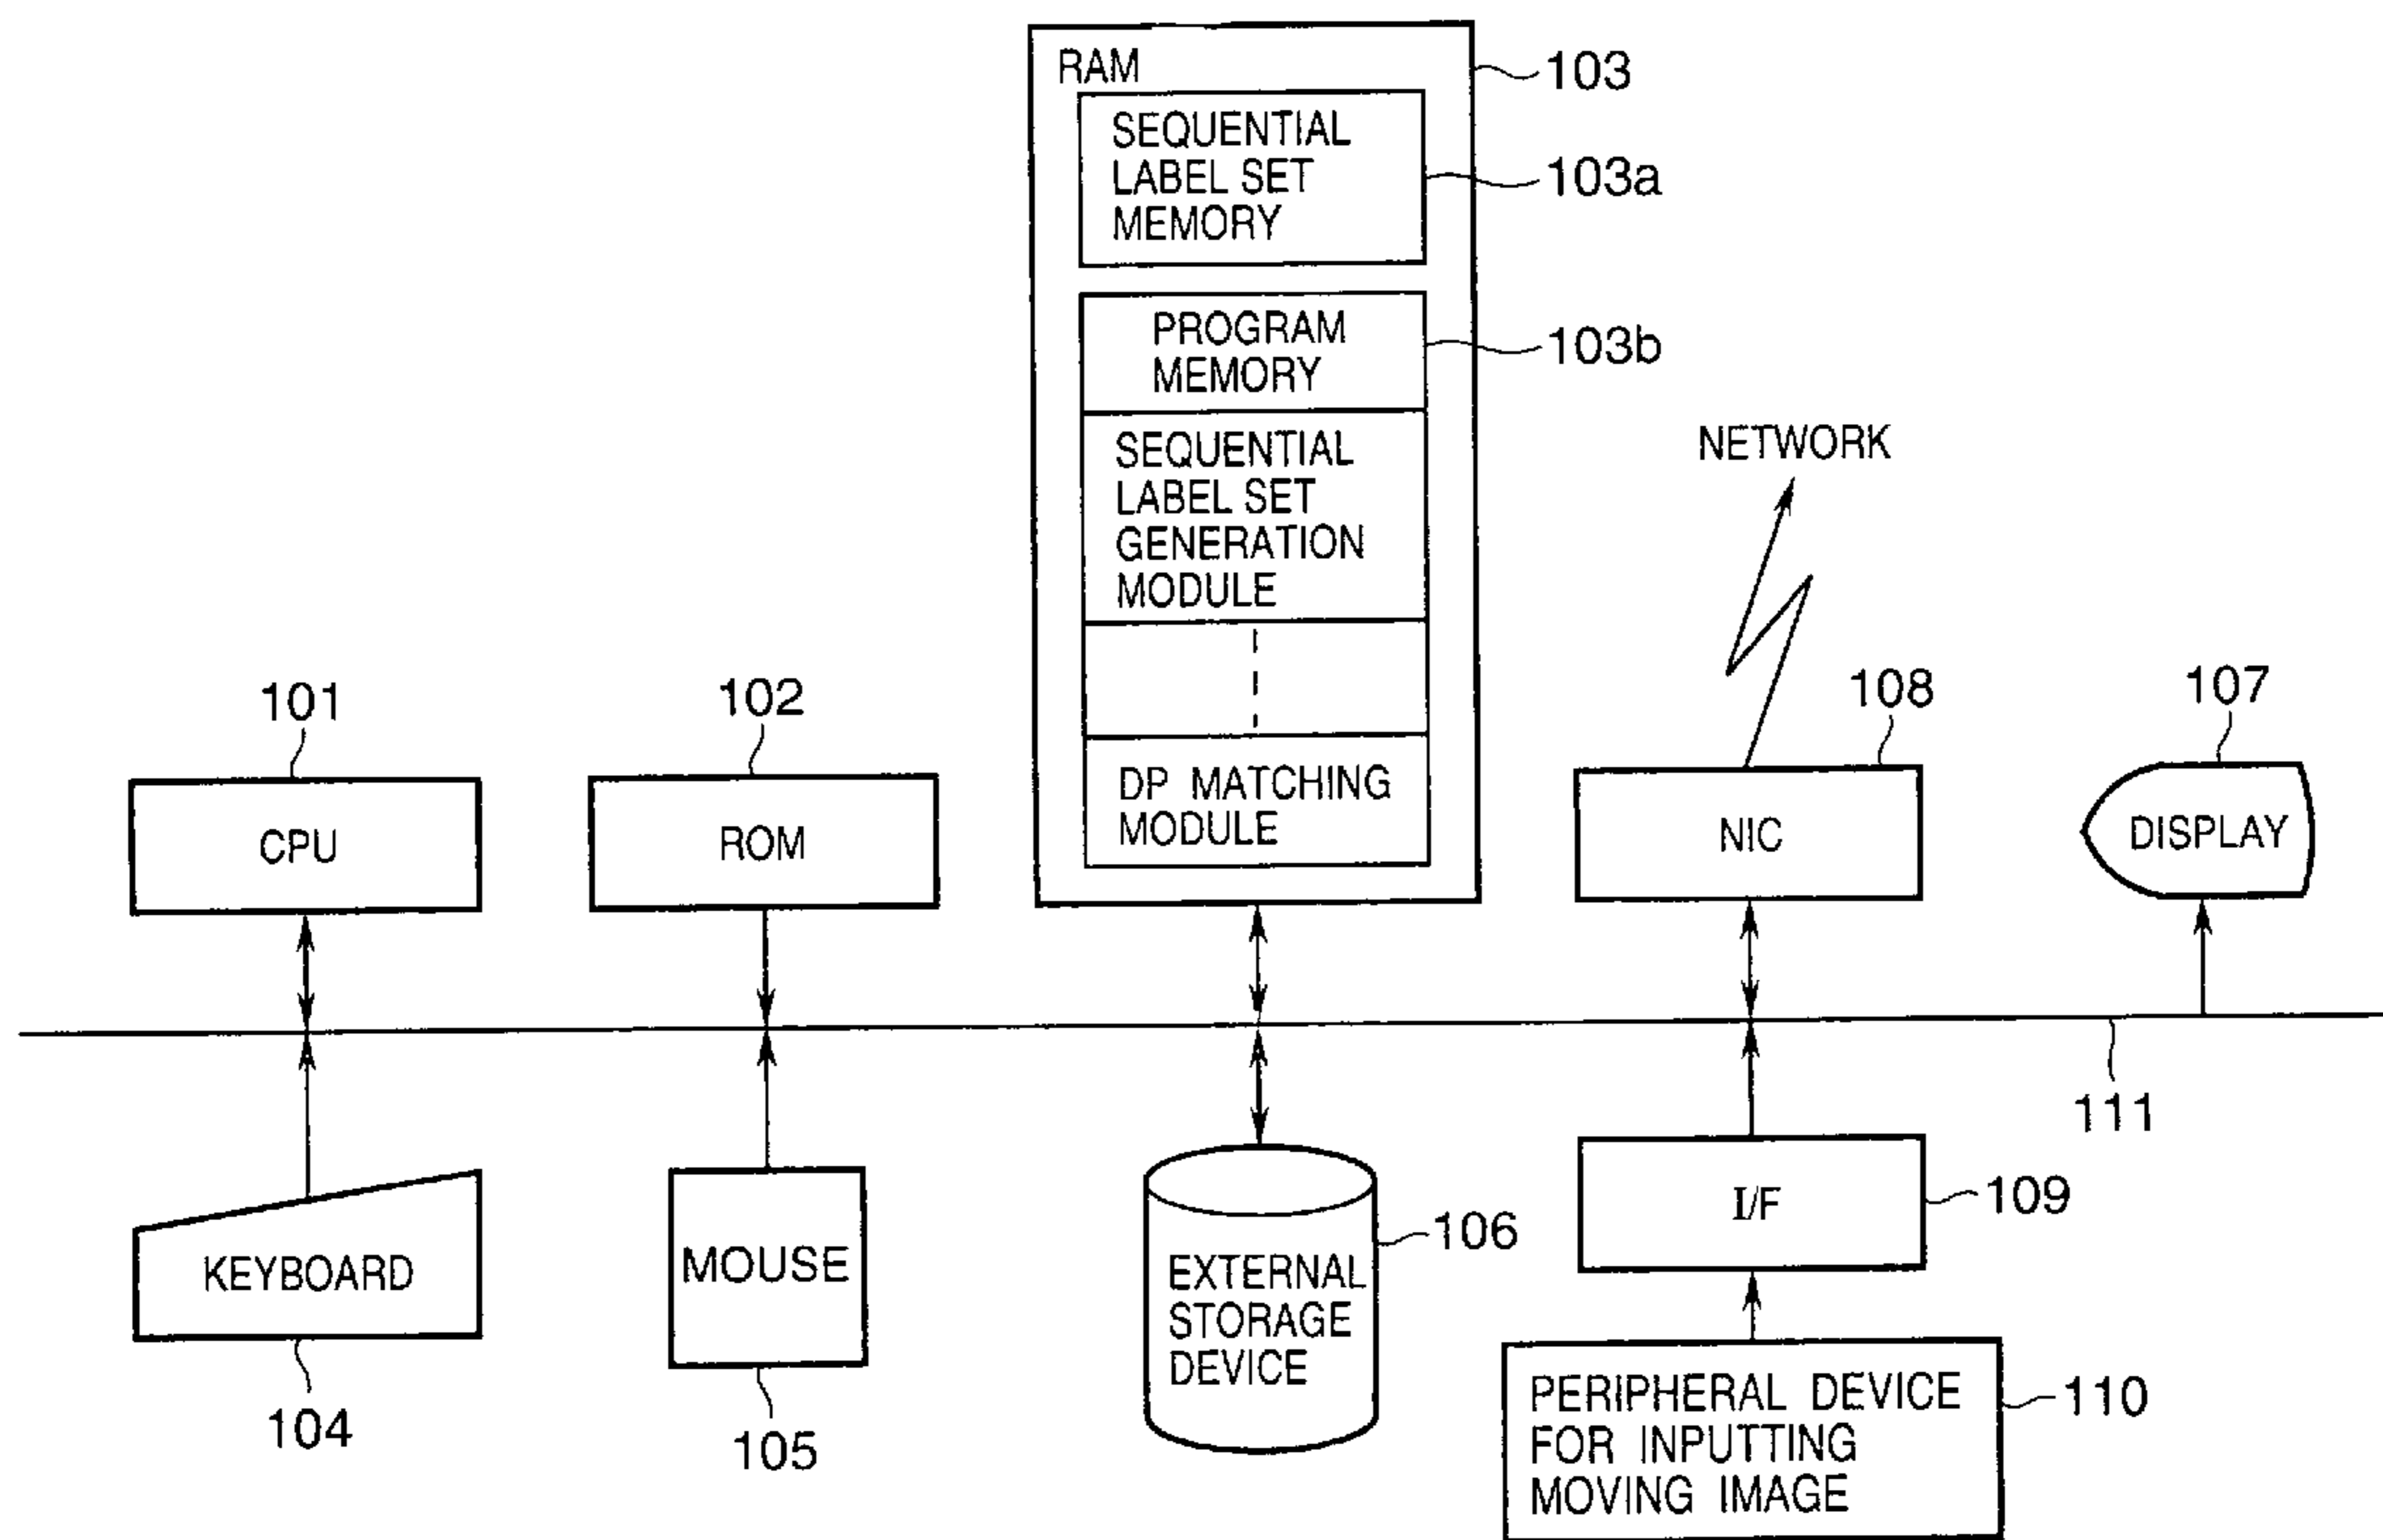 RAM
103
SEQUENTIAL
LABEL SET
MEMORY
103a
PROGRAM
MEMORY
103b
SEQUENTIAL
LABEL SET
GENERATION
MODULE
DP MATCHING
MODULE
NETWORK
101
CPU
102
ROM
108
NIC
107
DISPLAY
111
KEYBOARD
104
MOUSE
105
EXTERNAL
STORAGE
DEVICE
106
I/F
109
PERIPHERAL DEVICE
FOR INPUTTING
MOVING IMAGE
110